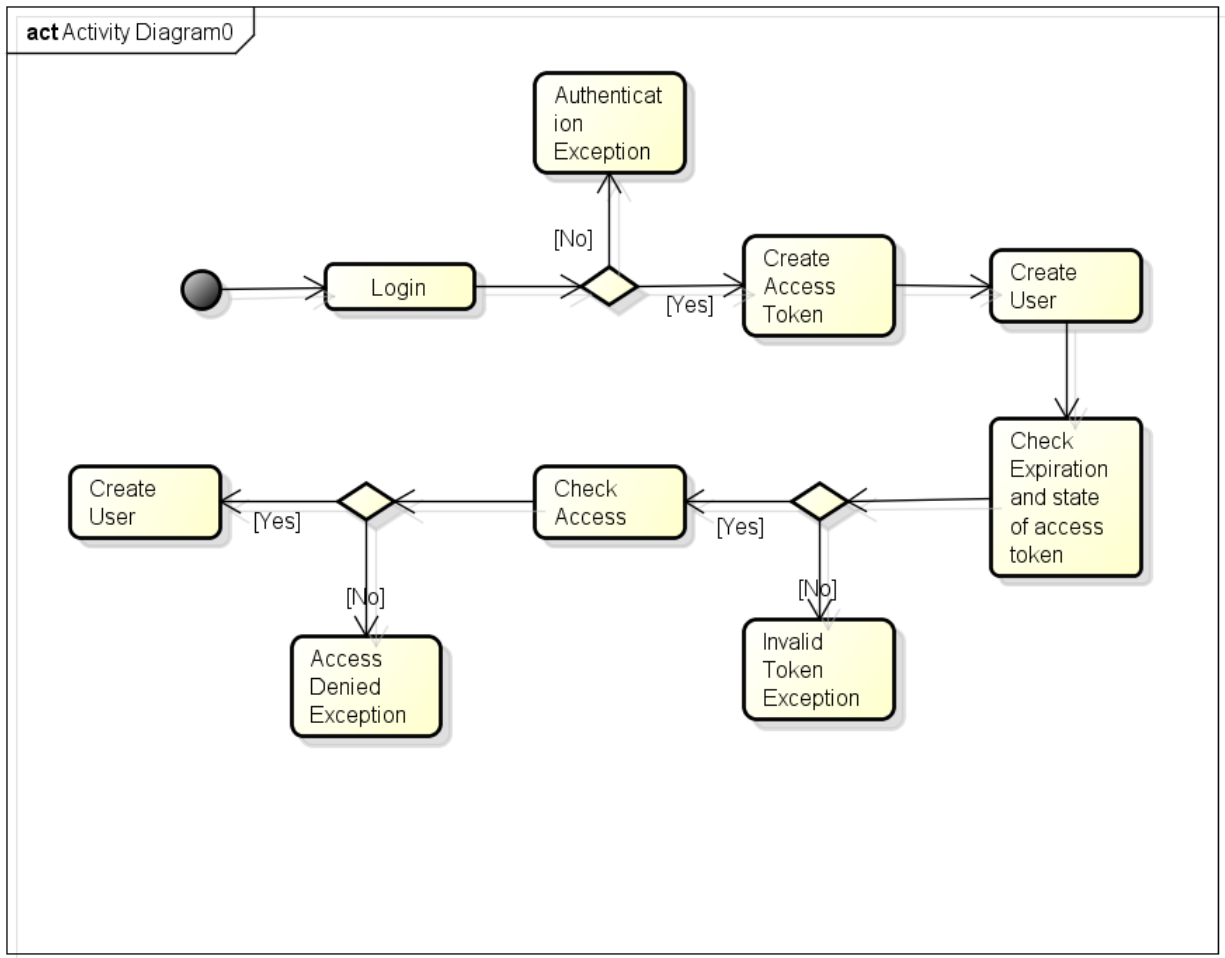 act Activity Diagram0
Authenticat
ion
Exception
[No]
Login
[Yes]
Create
Access
Token
Create
User
Check
Expiration
and state
of access
token
[Yes]
[No]
Invalid
Token
Exception
Check
Access
[Yes]
[No]
Access
Denied
Exception
Create
User